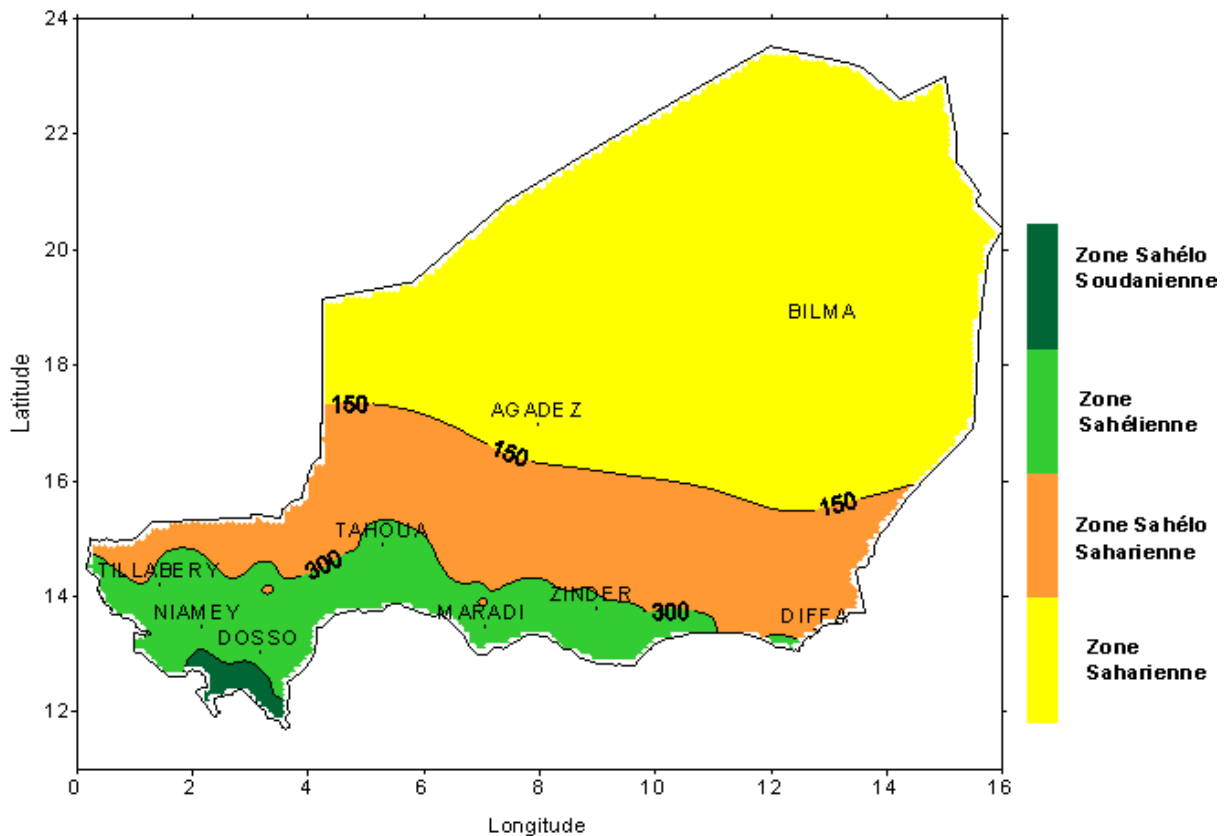 24
22
20
18
16
14
12
Latitude
0 2 4 6 8 10 12 14 16
Longitude
BILMA
AGADEZ
150
150
150
TAHOUA
300
TILLABERY
ZINDER
NIAMEY
MARADI
300
DIFFA
DOSSO
Zone Sahélo
Soudanienne
Zone
Sahélienne
Zone Sahélo
Saharienne
Zone
Saharienne